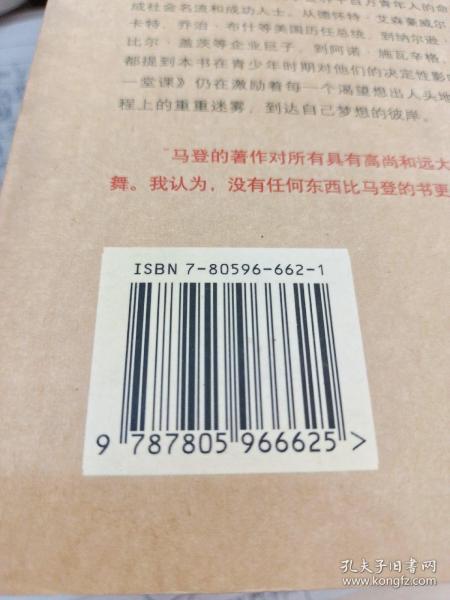 成社会名流和成功人士。从德怀特·艾森豪威尔
卡特、乔治·布什等美国历任总统，到纳尔逊·
比尔·盖茨等企业巨子，到阿诺·施瓦辛格，
都提到本书在青少年时期对他们的决定性影
一堂课》仍在激励着每一个渴望想出人头地
程上的重重迷雾，到达自己梦想的彼岸。
“马登的著作对所有具有高尚和远大
舞。我认为，没有任何东西比马登的书更
ISBN 7-80596-662-1
9 787805 966625 >
孔夫子旧书网
www.kongfz.com